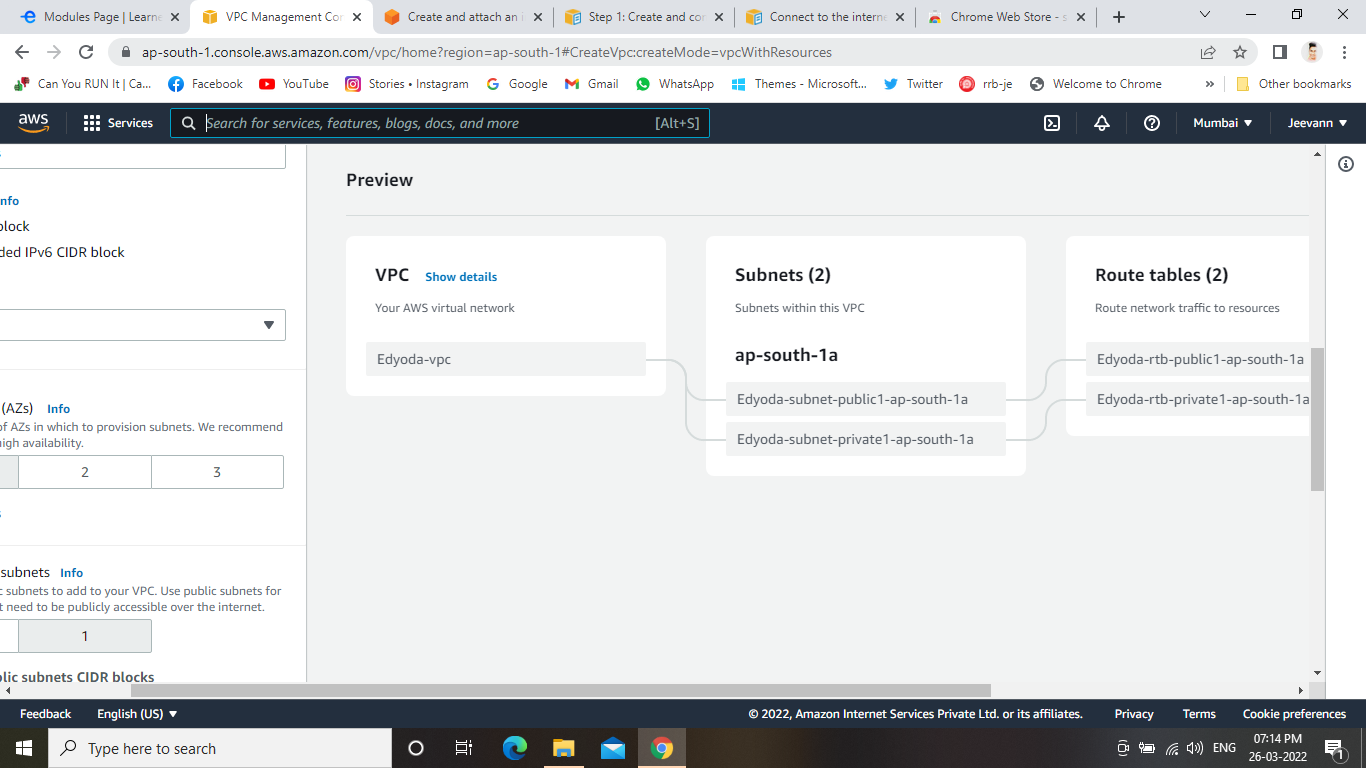 Modules Page | Learne
VPC Management Con
Create and attach an i
Step 1: Create and co
Connect to the interne
Chrome Web Store - s
ap-south-1.console.aws.amazon.com/vpc/home?region=ap-south-1#CreateVpc:createMode=vpcWithResources
Can You RUN It | Ca...
Facebook
YouTube
Stories • Instagram
Google
Gmail
WhatsApp
Themes - Microsoft...
Twitter
rrb-je
Welcome to Chrome
»
Other bookmarks
aws
Services
Search for services, features, blogs, docs, and more
[Alt+S]
Mumbai
Jeevann
nfo
block
ded IPv6 CIDR block
(AZs) Info
of AZs in which to provision subnets. We recommend
igh availability.
2
3
subnets Info
c subnets to add to your VPC. Use public subnets for
t need to be publicly accessible over the internet.
1
lic subnets CIDR blocks
Preview
VPC Show details
Your AWS virtual network
Edyoda-vpc
Subnets (2)
Subnets within this VPC
ap-south-1a
Edyoda-subnet-public1-ap-south-1a
Edyoda-subnet-private1-ap-south-1a
Route tables (2)
Route network traffic to resources
Edyoda-rtb-public1-ap-south-1a
Edyoda-rtb-private1-ap-south-1a
Feedback
English (US)
© 2022, Amazon Internet Services Private Ltd. or its affiliates.
Privacy
Terms
Cookie preferences
Type here to search
ENG
07:14 PM
26-03-2022
1